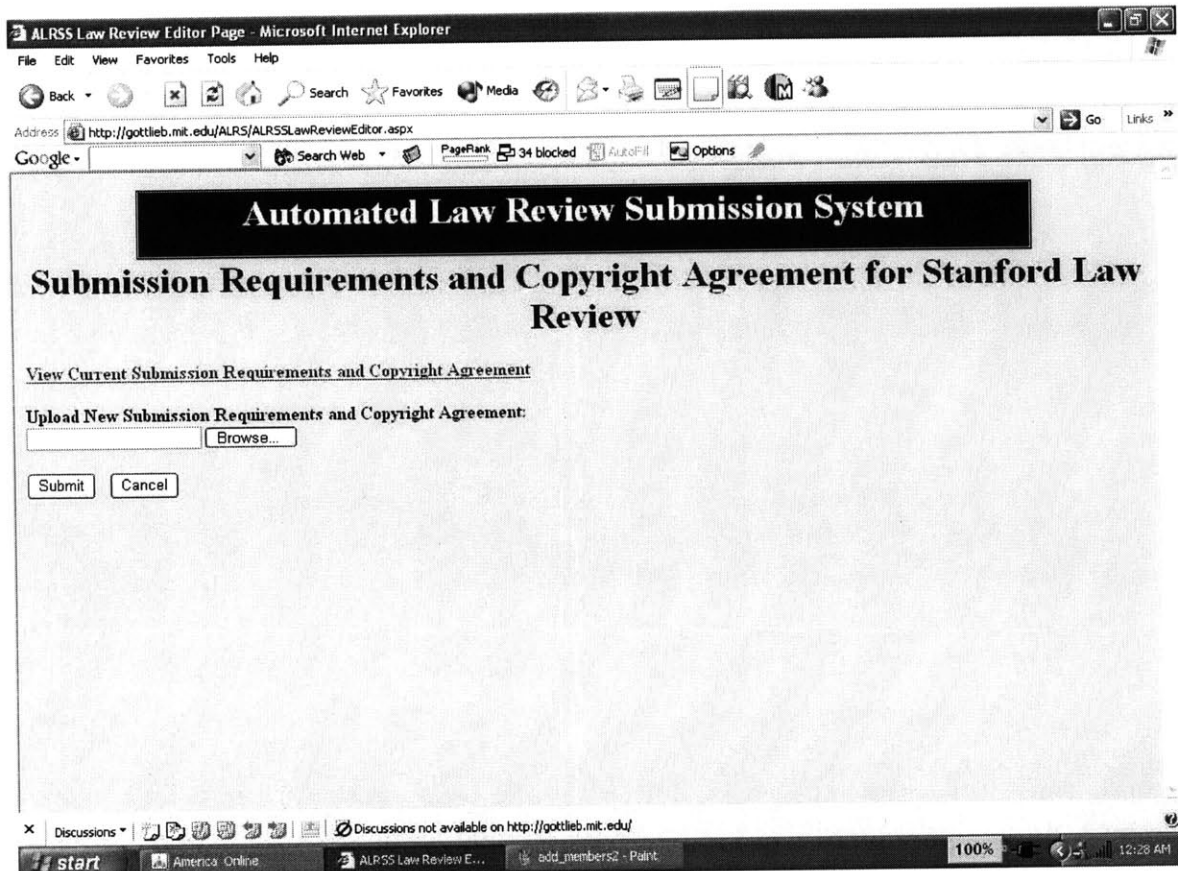 ALRSS Law Review Editor Page - Microsoft Internet Explorer
File Edit View Favorites Tools Help
Back Search Favorites Media
Address http://gottlieb.mit.edu/ALRS/ALRSSLawReviewEditor.aspx Go Links »
Google Search Web PageRank 34 blocked AutoFill Options
Automated Law Review Submission System
Submission Requirements and Copyright Agreement for Stanford Law
Review
View Current Submission Requirements and Copyright Agreement
Upload New Submission Requirements and Copyright Agreement:
Browse...
Submit Cancel
Discussions Discussions not available on http://gottlieb.mit.edu/
start America Online ALRSS Law Review E... add_members2 - Paint 100% 12:28 AM